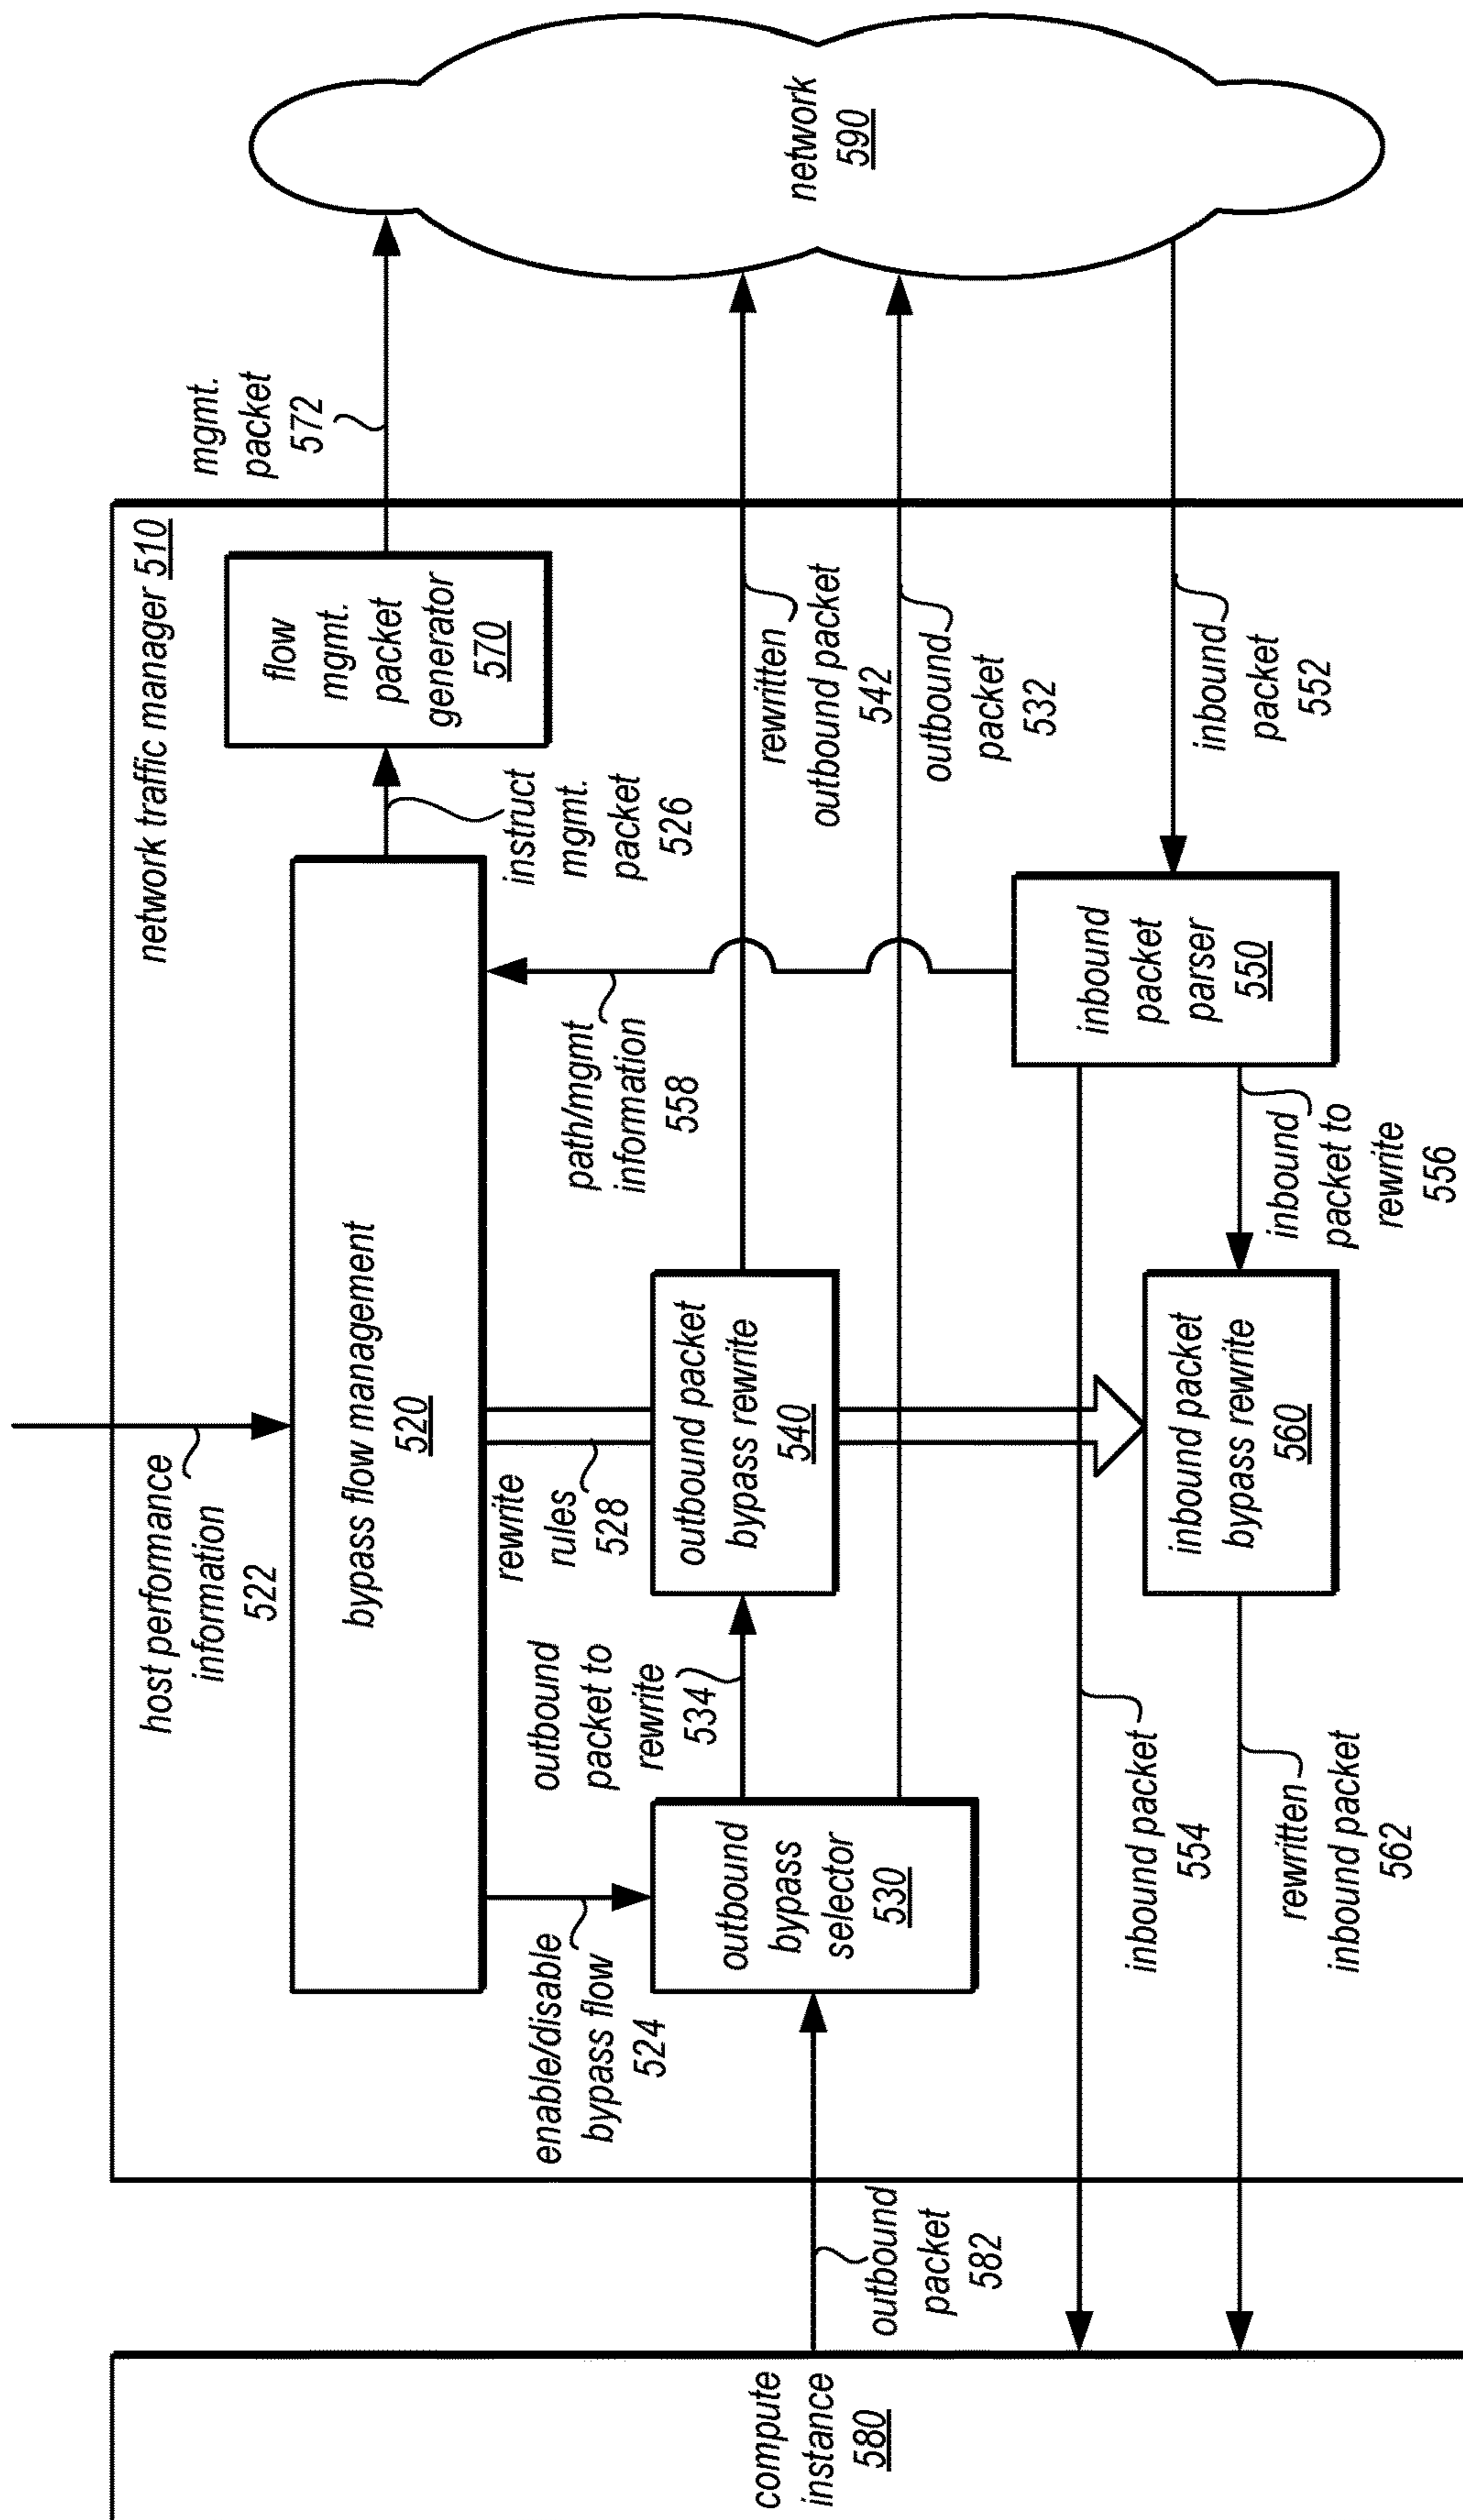 host performance
information
522
network traffic manager 510
mgmt.
packet
572
flow
mgmt.
packet
generator
570
bypass flow management
520
instruct
mgmt.
packet
526
enable/disable
bypass flow
524
rewrite
rules
528
path/mgmt
information
558
outbound
packet to
rewrite
534
outbound packet
bypass rewrite
540
rewritten
outbound packet
542
network
590
compute
instance
580
outbound
packet
582
outbound
bypass
selector
530
outbound
packet
532
inbound packet
554
inbound
packet
parser
550
inbound
packet
552
rewritten
inbound packet
562
inbound packet
bypass rewrite
560
inbound
packet to
rewrite
556